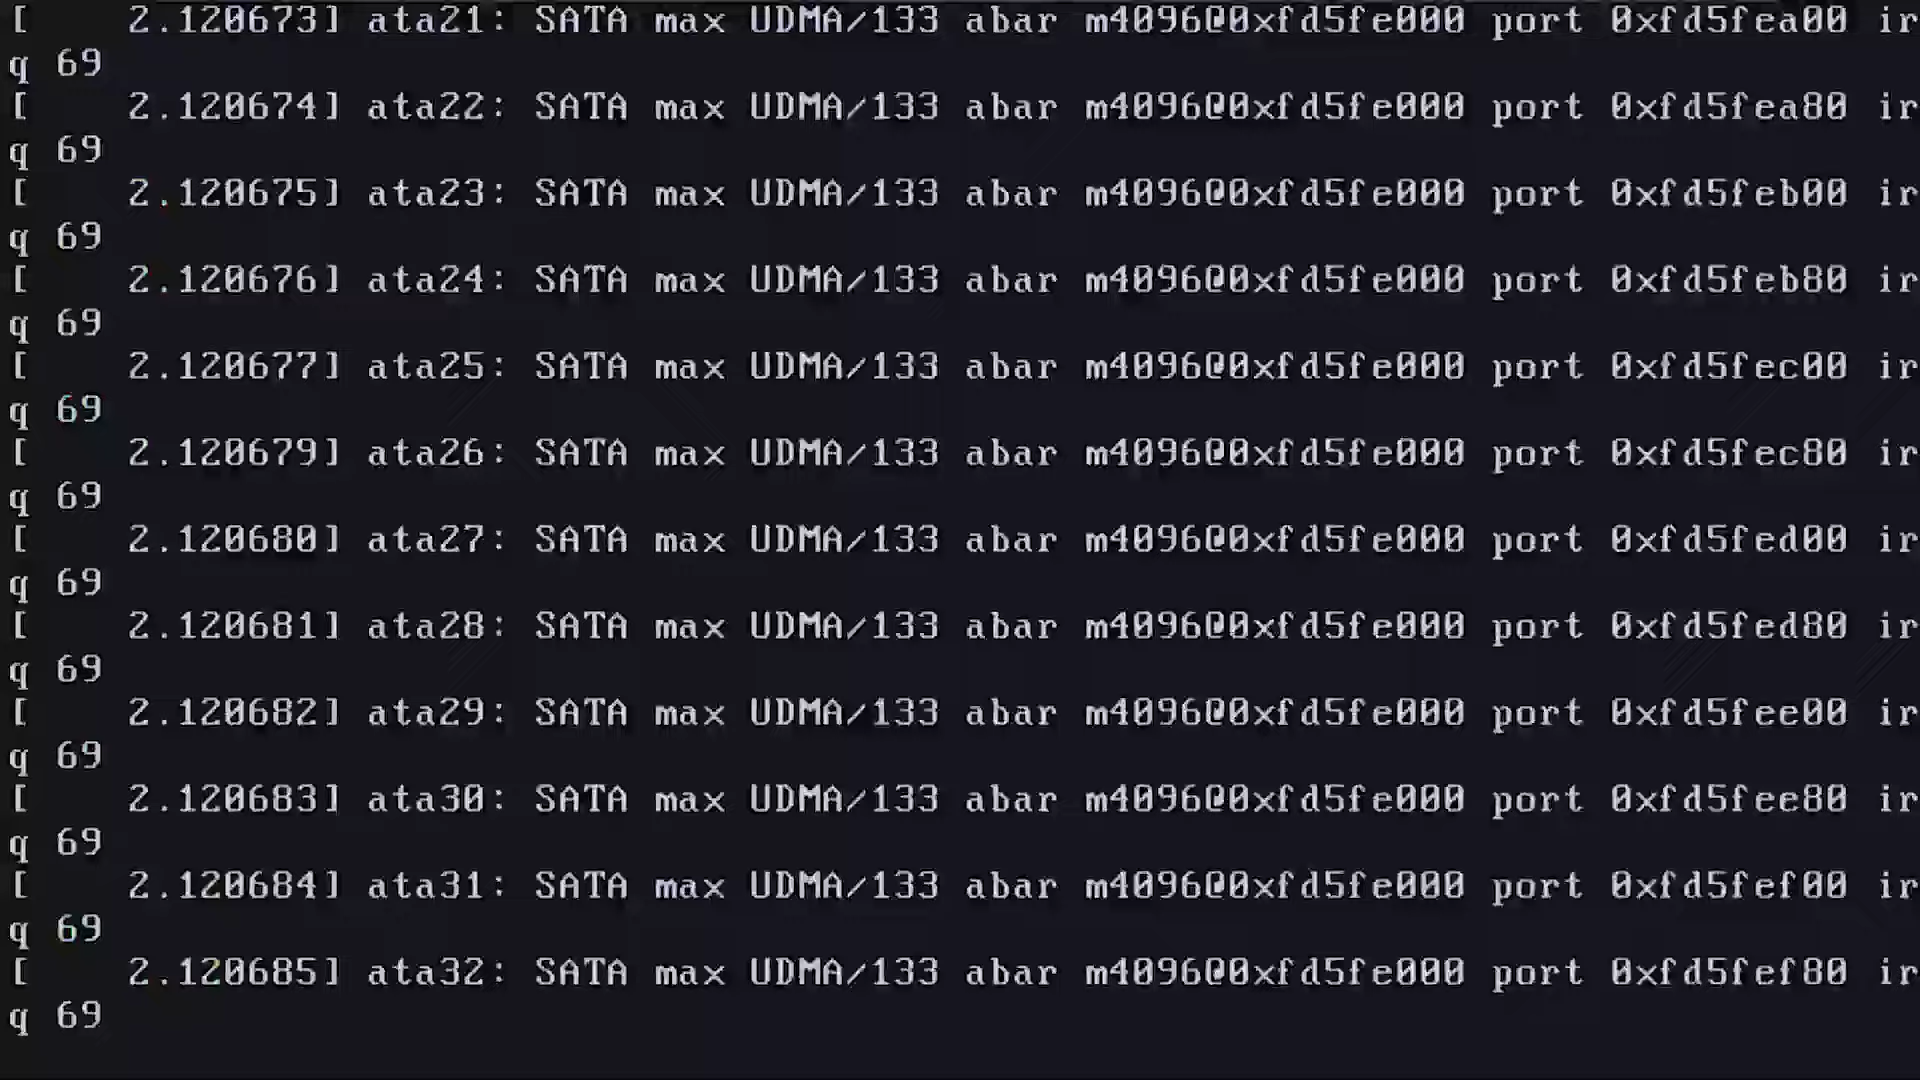 [    2.120673] ata21: SATA max UDMA/133 abar m4096@0xfd5fe000 port 0xfd5fea00 ir
q 69
[    2.120674] ata22: SATA max UDMA/133 abar m4096@0xfd5fe000 port 0xfd5fea80 ir
q 69
[    2.120675] ata23: SATA max UDMA/133 abar m4096@0xfd5fe000 port 0xfd5feb00 ir
q 69
[    2.120676] ata24: SATA max UDMA/133 abar m4096@0xfd5fe000 port 0xfd5feb80 ir
q 69
[    2.120677] ata25: SATA max UDMA/133 abar m4096@0xfd5fe000 port 0xfd5fec00 ir
q 69
[    2.120679] ata26: SATA max UDMA/133 abar m4096@0xfd5fe000 port 0xfd5fec80 ir
q 69
[    2.120680] ata27: SATA max UDMA/133 abar m4096@0xfd5fe000 port 0xfd5fed00 ir
q 69
[    2.120681] ata28: SATA max UDMA/133 abar m4096@0xfd5fe000 port 0xfd5fed80 ir
q 69
[    2.120682] ata29: SATA max UDMA/133 abar m4096@0xfd5fe000 port 0xfd5fee00 ir
q 69
[    2.120683] ata30: SATA max UDMA/133 abar m4096@0xfd5fe000 port 0xfd5fee80 ir
q 69
[    2.120684] ata31: SATA max UDMA/133 abar m4096@0xfd5fe000 port 0xfd5fef00 ir
q 69
[    2.120685] ata32: SATA max UDMA/133 abar m4096@0xfd5fe000 port 0xfd5fef80 ir
q 69